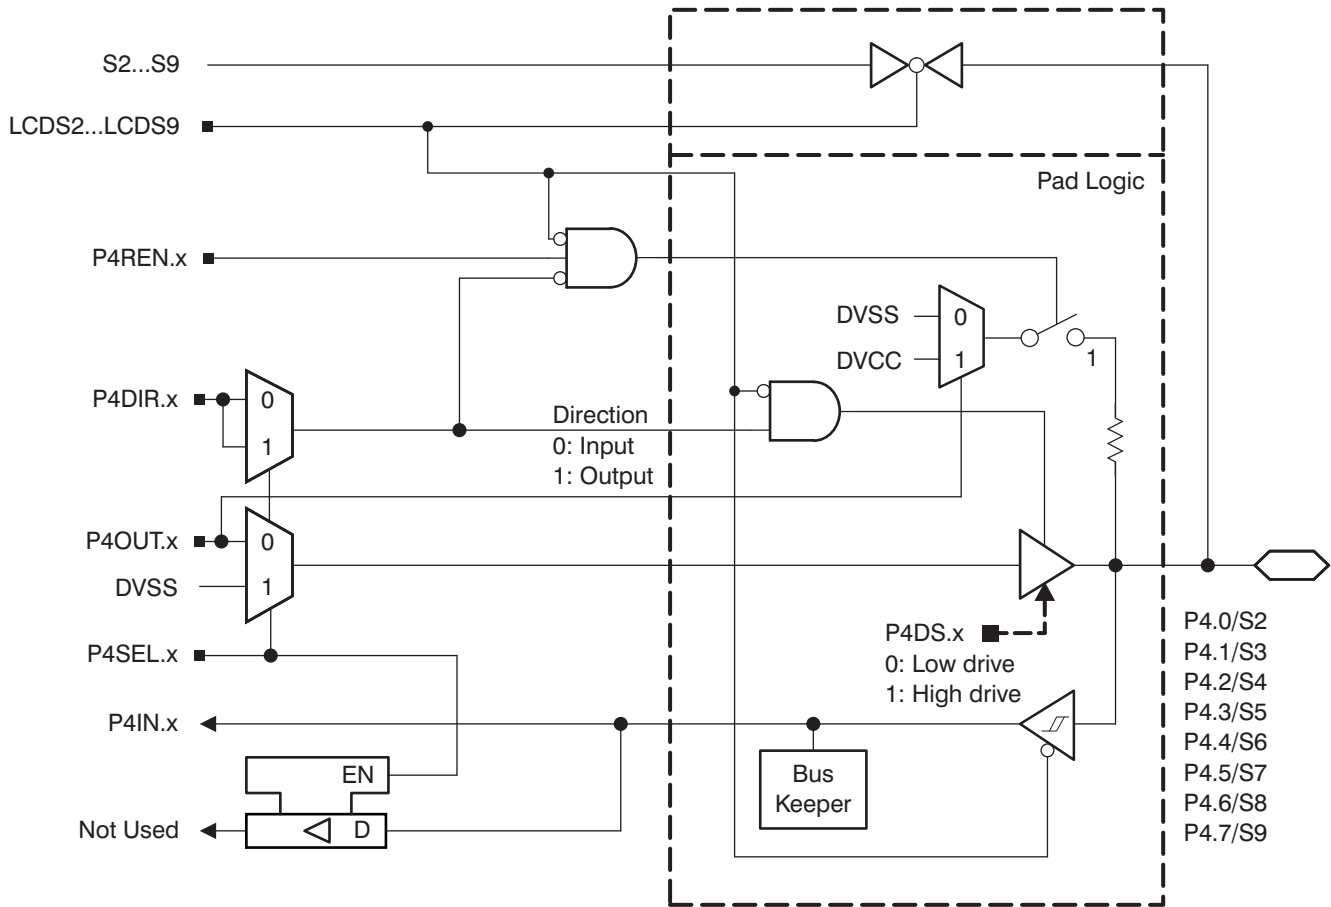 S2...S9
LCDS2...LCDS9
Pad Logic
P4REN.x
DVSS
0
DVCC
1
1
P4DIR.x
0
1
Direction
0: Input
1: Output
P4OUT.x
0
DVSS
1
P4SEL.x
P4DS.x
0: Low drive
1: High drive
P4.0/S2
P4.1/S3
P4.2/S4
P4.3/S5
P4.4/S6
P4.5/S7
P4.6/S8
P4.7/S9
P4IN.x
Bus
Keeper
EN
D
Not Used